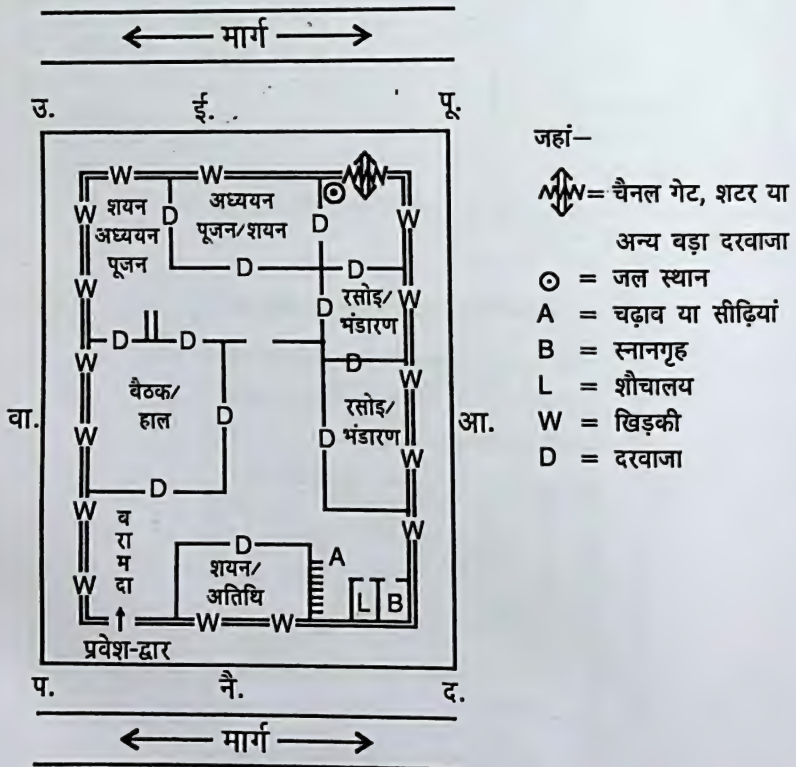 मार्ग
उ. ई. पू.
जहां–
= चैनल गेट, शटर या
अन्य वड़ा दरवाजा
⊙ = जल स्थान
A = चढ़ाव या सीढ़ियां
B = स्नानगृह
L = शौचालय
W = खिड़की
D = दरवाजा
W W
W शयन D अध्ययन D W
अध्ययन पूजन/शयन
पूजन
W D D
रसोई/ W
D भंडारण
D D D
W बैठक/ W
हाल D रसोई/
वा. आ.
W D भंडारण W
D
W W
व
रा
म
दा
D A
शयन/
अतिथि
W L B
W W
प्रवेश-द्वार
प. नै. द.
मार्ग